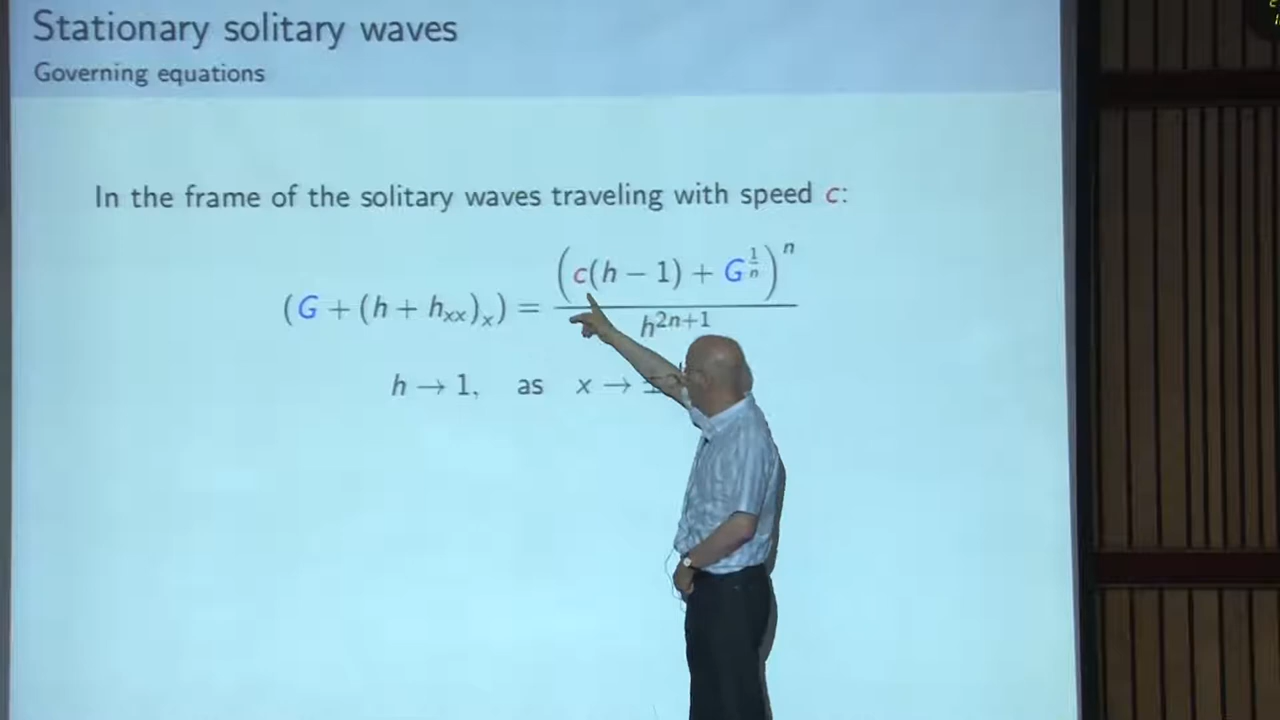 Stationary solitary waves
Governing equations
In the frame of the solitary waves traveling with speed c:
(G + (h + h_xx)_x) = (c(h − 1) + G^(1/n))^n / h^(2n+1)
h → 1, as x →